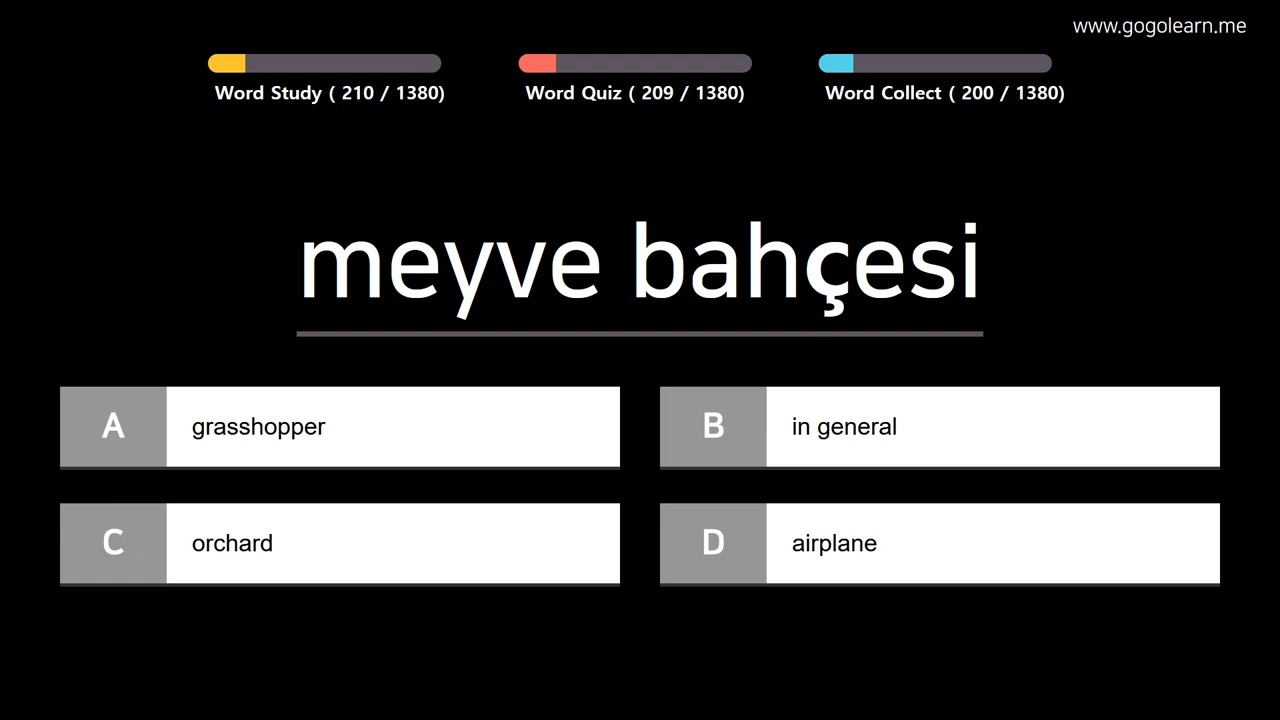 www.gogolearn.me
Word Study ( 210 / 1380)
Word Quiz ( 209 / 1380)
Word Collect ( 200 / 1380)
meyve bahçesi
A grasshopper
B in general
C orchard
D airplane